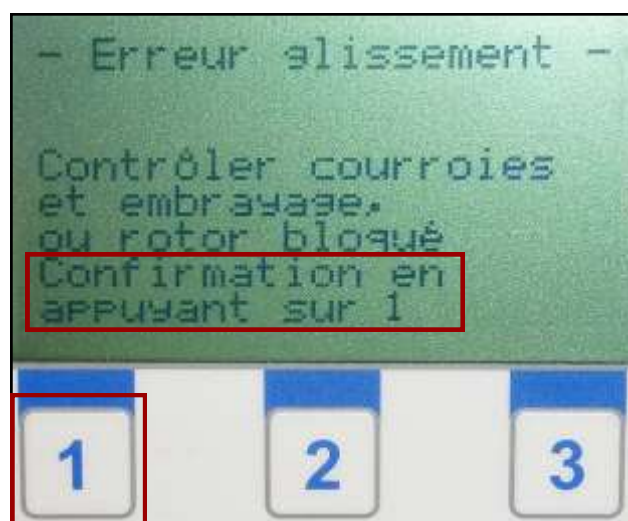 - Erreur glissement -
Contrôler courroies
et embrayage.
ou rotor bloqué
Confirmation en
appuyant sur 1
1 2 3